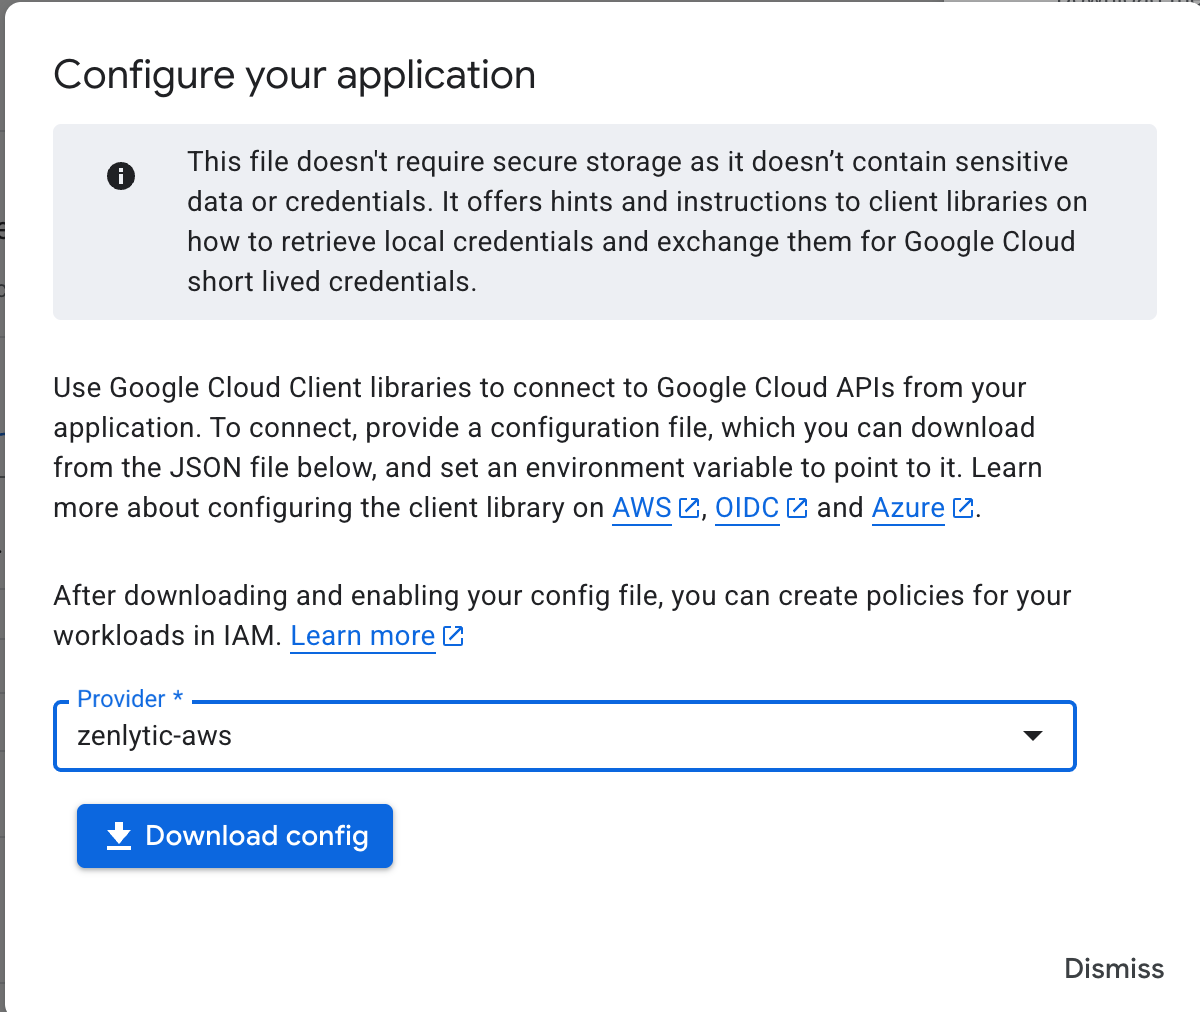 Configure your application
This file doesn't require secure storage as it doesn’t contain sensitive
data or credentials. It offers hints and instructions to client libraries on
how to retrieve local credentials and exchange them for Google Cloud
short lived credentials.
Use Google Cloud Client libraries to connect to Google Cloud APIs from your
application. To connect, provide a configuration file, which you can download
from the JSON file below, and set an environment variable to point to it. Learn
more about configuring the client library on AWS, OIDC and Azure.
After downloading and enabling your config file, you can create policies for your
workloads in IAM. Learn more
Provider *
zenlytic-aws
Download config
Dismiss